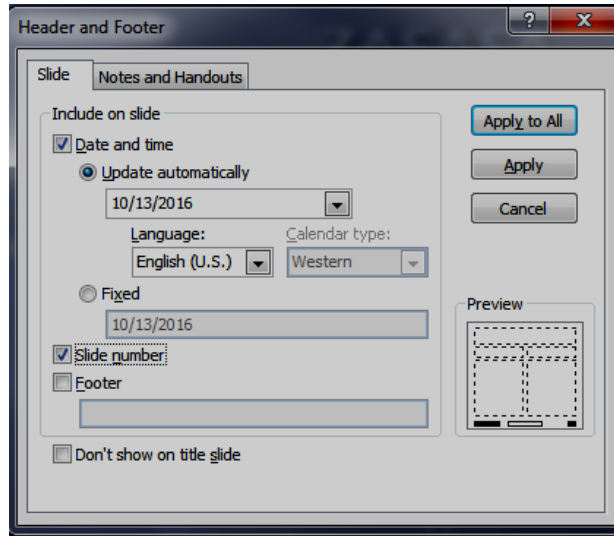 Header and Footer
Slide
Notes and Handouts
Include on slide
Date and time
Update automatically
10/13/2016
Language:
Calendar type:
English (U.S.)
Western
Fixed
10/13/2016
Slide number
Footer
Don't show on title slide
Apply to All
Apply
Cancel
Preview